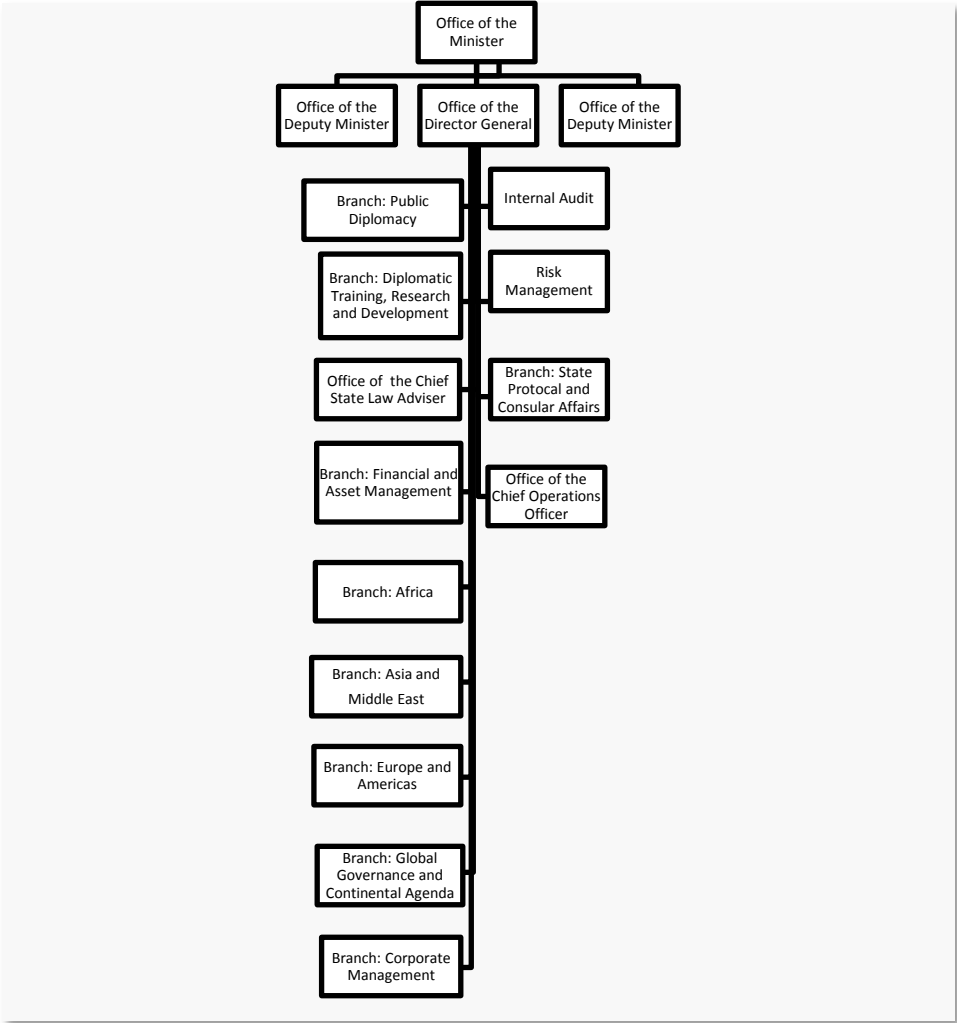 Office of the
Minister
Office of the
Deputy Minister
Office of the
Director General
Office of the
Deputy Minister
Branch: Public
Diplomacy
Internal Audit
Branch: Diplomatic
Training, Research
and Development
Risk
Management
Office of  the Chief
State Law Adviser
Branch: State
Protocal and
Consular Affairs
Branch: Financial and
Asset Management
Office of the
Chief Operations
Officer
Branch: Africa
Branch: Asia and
Middle East
Branch: Europe and
Americas
Branch: Global
Governance and
Continental Agenda
Branch: Corporate
Management